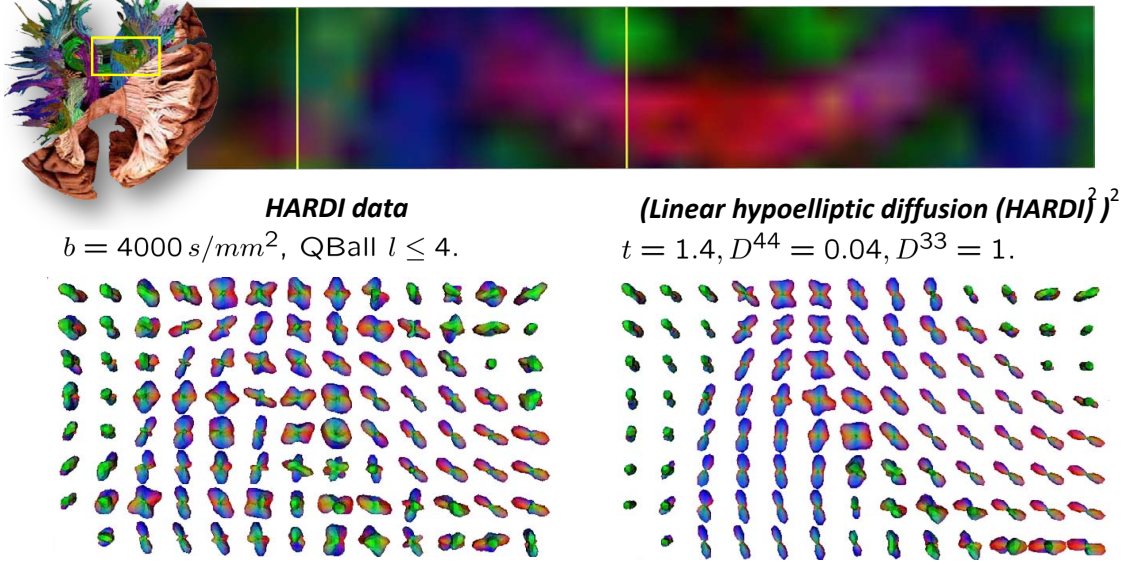 HARDI data
b = 4000 s/mm², QBall l ≤ 4.
(Linear hypoelliptic diffusion (HARDI)² )²
t = 1.4, D⁴⁴ = 0.04, D³³ = 1.